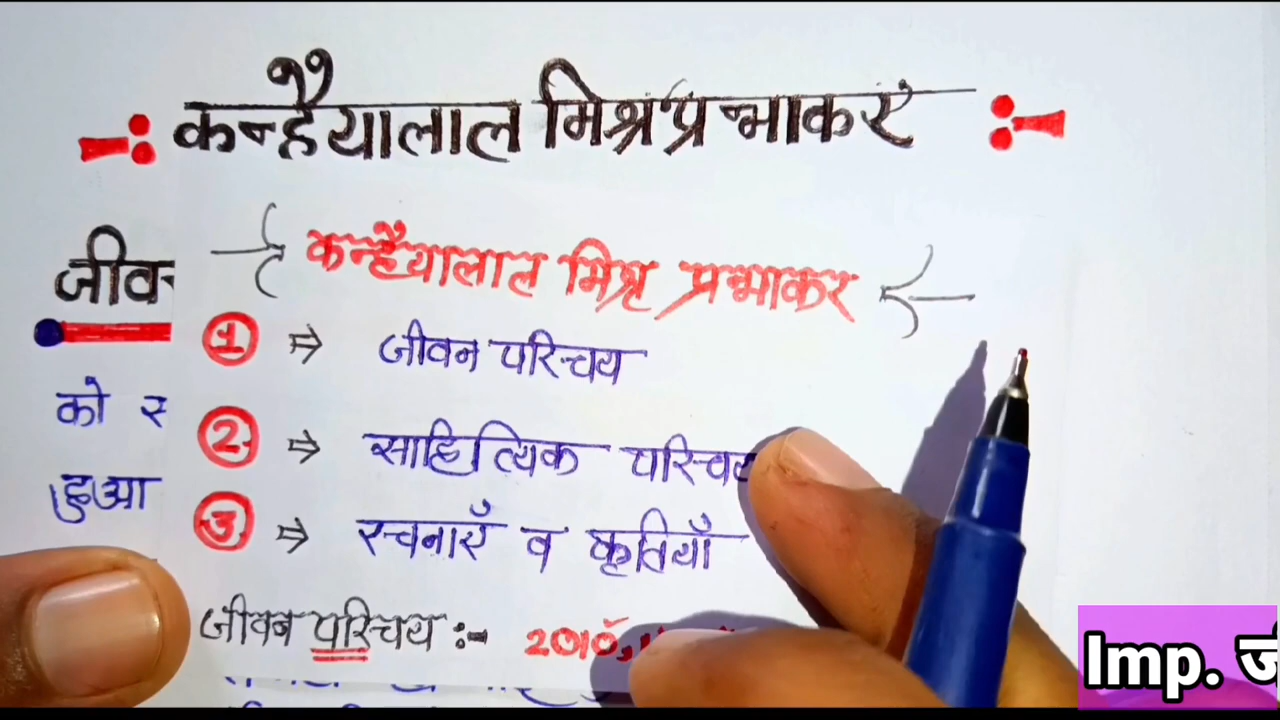 कन्हैयालाल मिश्र प्रभाकर
कन्हैयालाल मिश्र प्रभाकर
जीव
1 ⇒ जीवन परिचय
को
2. ⇒ साहित्यिक परिचय
हुआ
3 ⇒ रचनाएँ व कृतियाँ
जीवन परिचय :-
Imp.